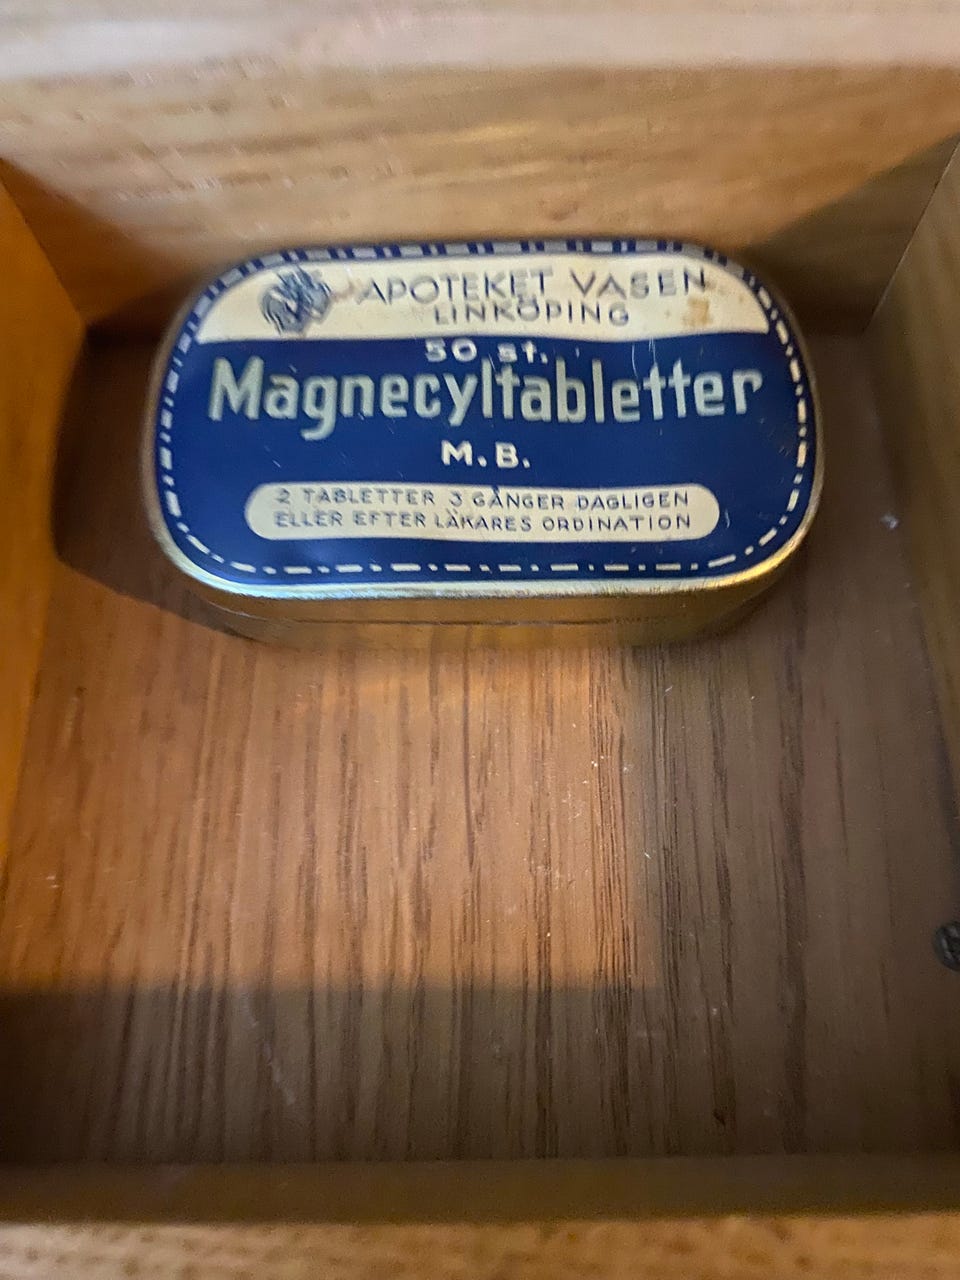 APOTEKET VASEN
LINKÖPING
50 st.
Magnecyltabletter
M.B.
2 TABLETTER 3 GÅNGER DAGLIGEN
ELLER EFTER LÄKARES ORDINATION